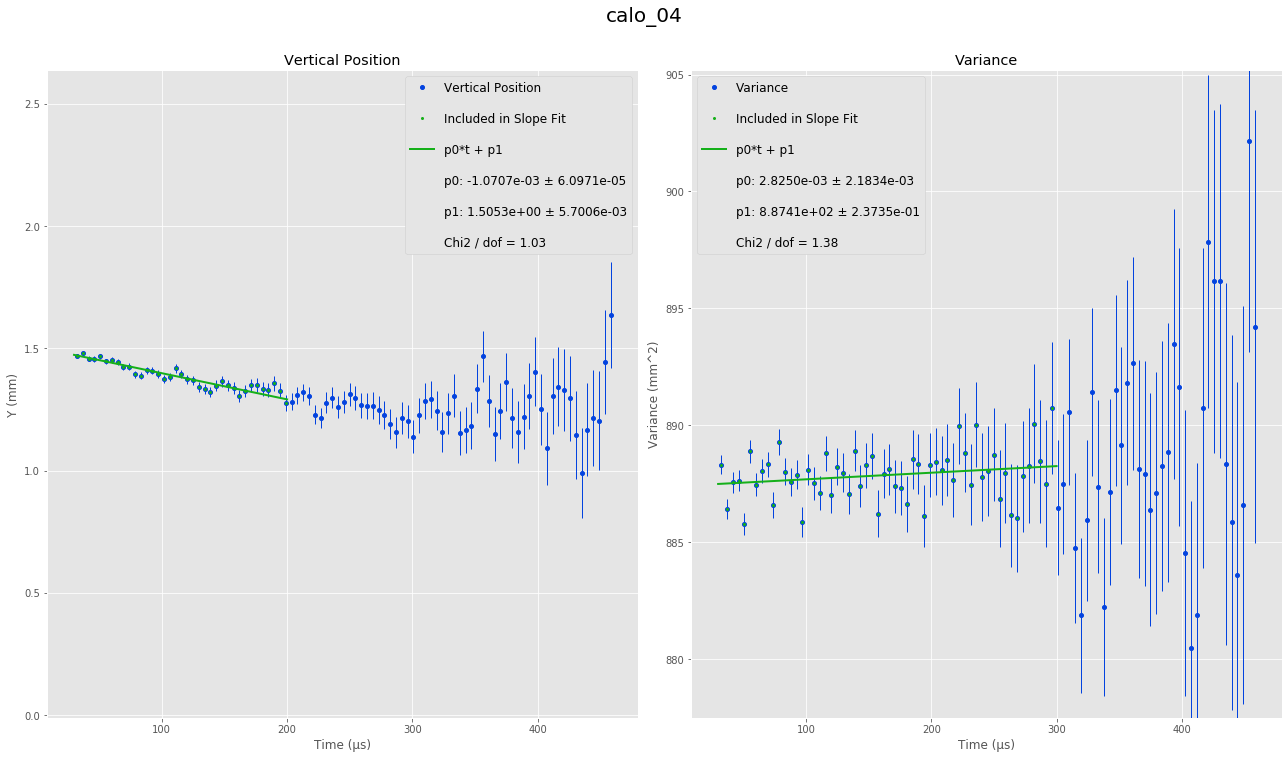 calo_04
Vertical Position
Vertical Position
Included in Slope Fit
p0*t + p1
p0: -1.0707e-03 ± 6.0971e-05
p1: 1.5053e+00 ± 5.7006e-03
Chi2 / dof = 1.03
2.5
2.0
1.5
1.0
0.5
0.0
Y (mm)
100
200
300
400
Time (μs)
Variance
Variance
Included in Slope Fit
p0*t + p1
p0: 2.8250e-03 ± 2.1834e-03
p1: 8.8741e+02 ± 2.3735e-01
Chi2 / dof = 1.38
905
900
895
890
885
880
Variance (mm^2)
100
200
300
400
Time (μs)